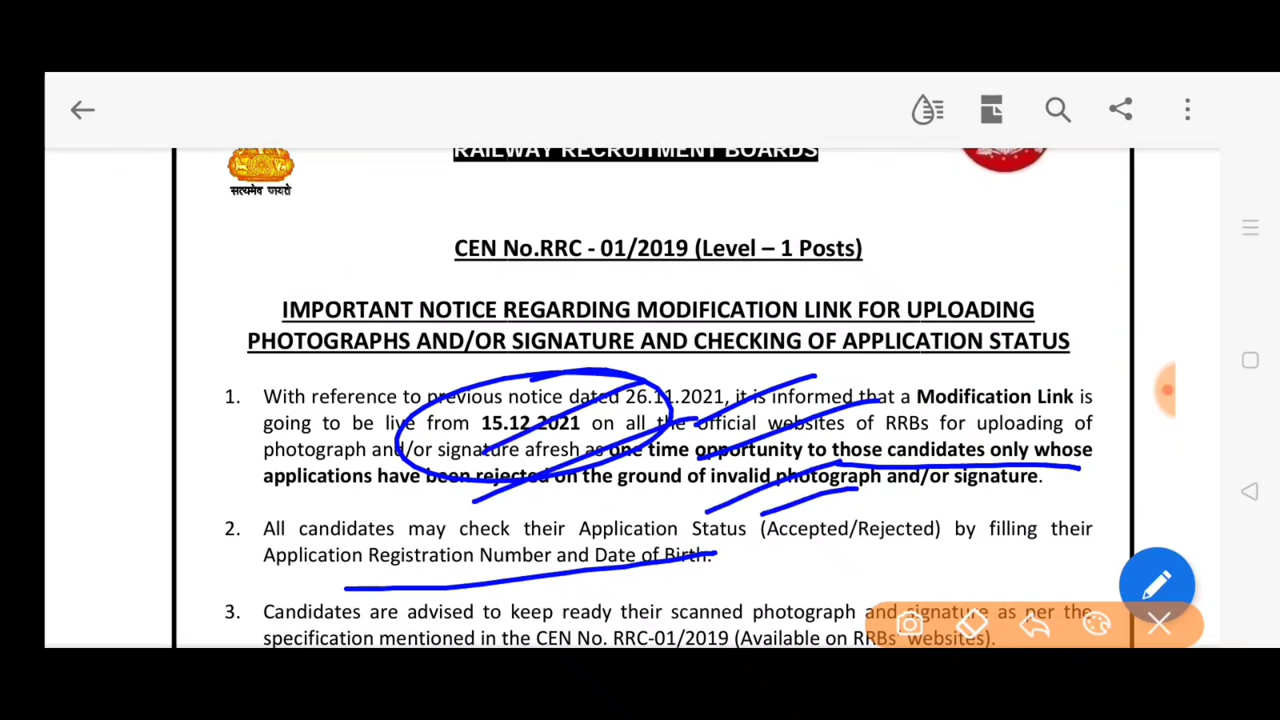 RAILWAY RECRUITMENT BOARDS
सत्यमेव जयते
CEN No.RRC - 01/2019 (Level – 1 Posts)
IMPORTANT NOTICE REGARDING MODIFICATION LINK FOR UPLOADING
PHOTOGRAPHS AND/OR SIGNATURE AND CHECKING OF APPLICATION STATUS
1. With reference to previous notice dated 26.11.2021, it is informed that a Modification Link is
going to be live from 15.12.2021 on all the official websites of RRBs for uploading of
photograph and/or signature afresh as one time opportunity to those candidates only whose
applications have been rejected on the ground of invalid photograph and/or signature.
2. All candidates may check their Application Status (Accepted/Rejected) by filling their
Application Registration Number and Date of Birth.
3. Candidates are advised to keep ready their scanned photograph and signature as per the
specification mentioned in the CEN No. RRC-01/2019 (Available on RRBs' websites).